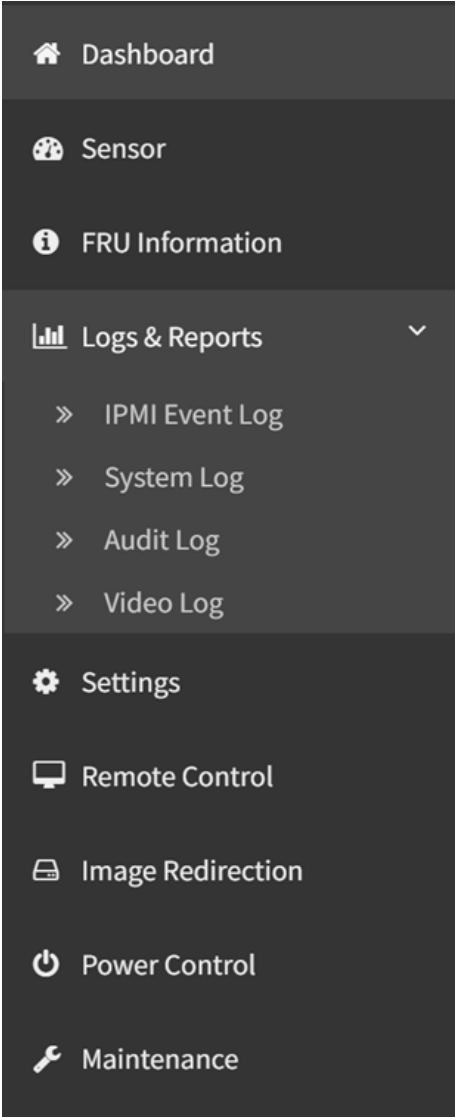 Dashboard
Sensor
FRU Information
Logs & Reports
IPMI Event Log
System Log
Audit Log
Video Log
Settings
Remote Control
Image Redirection
Power Control
Maintenance